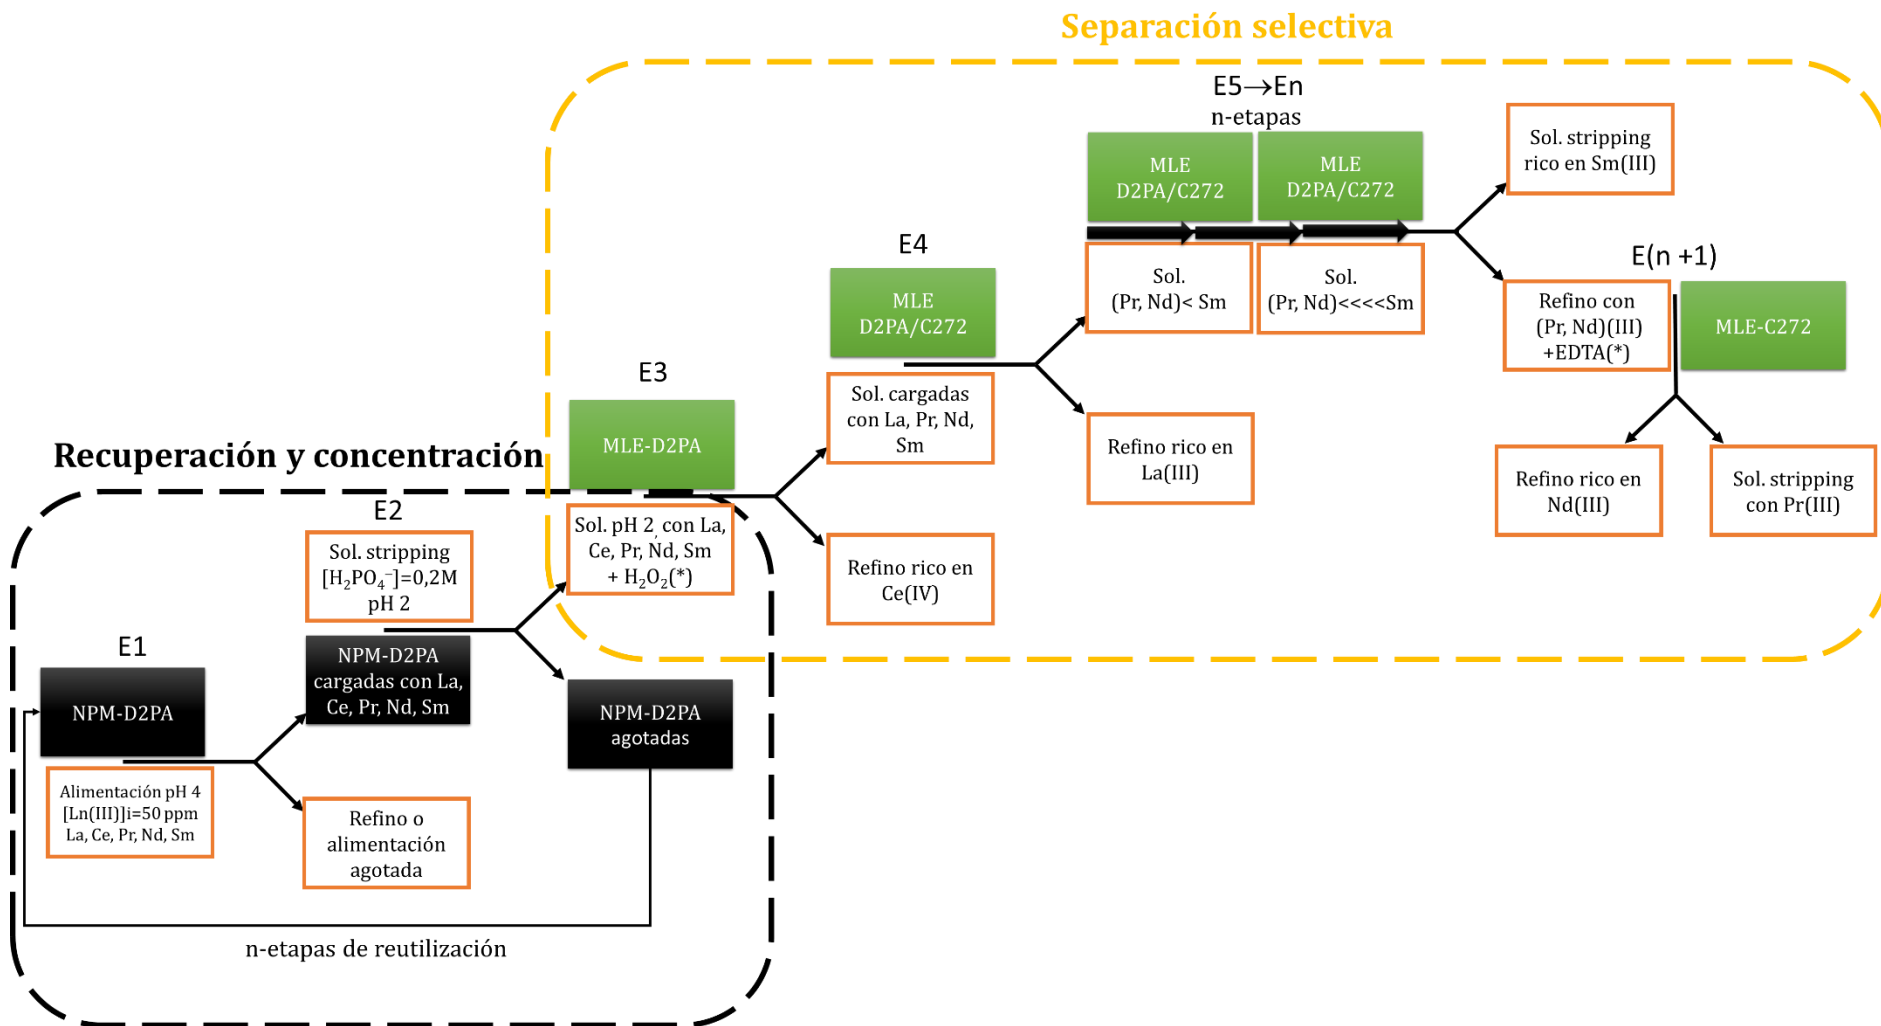 Separación selectiva
E5→En
n-etapas
MLE
D2PA/C272
MLE
D2PA/C272
Sol. stripping
rico en Sm(III)
E4
MLE
D2PA/C272
Sol.
(Pr, Nd)< Sm
Sol.
(Pr, Nd)<<<<Sm
E(n +1)
Refino con
(Pr, Nd)(III)
+EDTA(*)
MLE-C272
E3
MLE-D2PA
Sol. cargadas
con La, Pr, Nd,
Sm
Refino rico en
La(III)
Refino rico en
Nd(III)
Sol. stripping
con Pr(III)
Recuperación y concentración
E2
Sol. stripping
[H₂PO₄⁻]=0,2M
pH 2
Sol. pH 2, con La,
Ce, Pr, Nd, Sm
+ H₂O₂(*)
Refino rico en
Ce(IV)
E1
NPM-D2PA
NPM-D2PA
cargadas con La,
Ce, Pr, Nd, Sm
NPM-D2PA
agotadas
Alimentación pH 4
[Ln(III)]i=50 ppm
La, Ce, Pr, Nd, Sm
Refino o
alimentación
agotada
n-etapas de reutilización